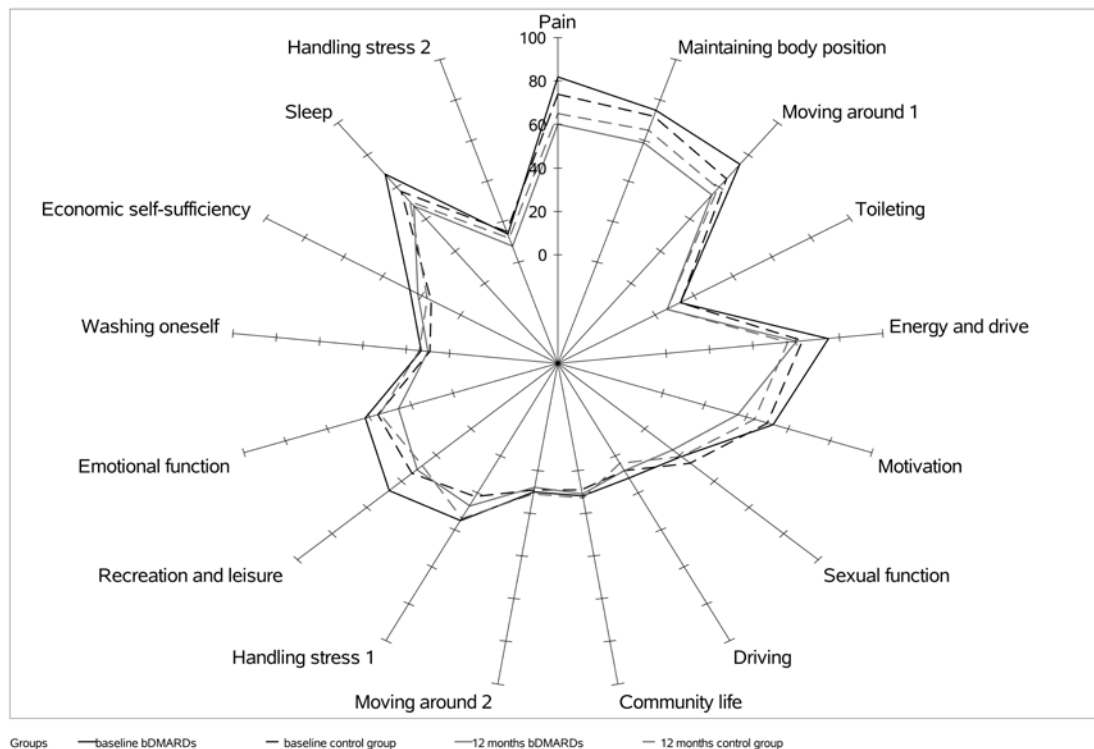 Pain
Handling stress 2
Maintaining body position
Sleep
Moving around 1
Economic self-sufficiency
Toileting
Washing oneself
Energy and drive
Emotional function
Motivation
Recreation and leisure
Sexual function
Handling stress 1
Driving
Moving around 2
Community life
100
80
60
40
20
0
Groups baseline bDMARDs baseline control group 12 months bDMARDs 12 months control group